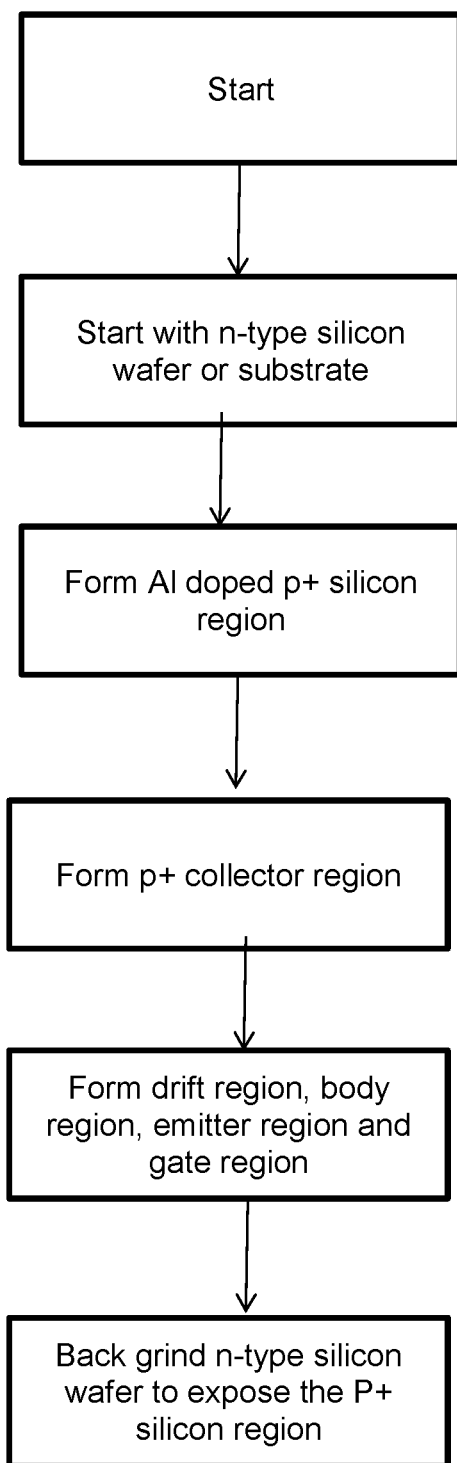 Start
Start with n-type silicon
wafer or substrate
Form Al doped p+ silicon
region
Form p+ collector region
Form drift region, body
region, emitter region and
gate region
Back grind n-type silicon
wafer to expose the P+
silicon region